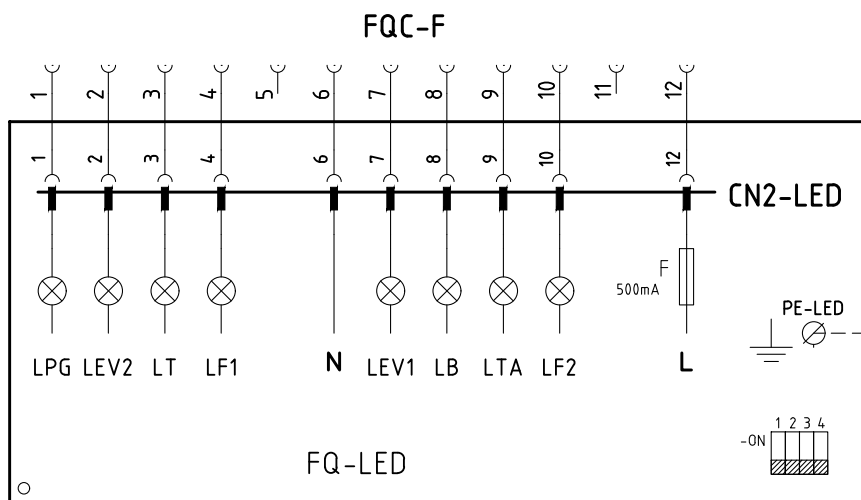 FQC-F
1 2 3 4 5 6 7 8 9 10 11 12
1 2 3 4 6 7 8 9 10 12
CN2-LED
F
500mA
PE-LED
LPG LEV2 LT LF1 N LEV1 LB LTA LF2 L
1 2 3 4
-ON
FQ-LED